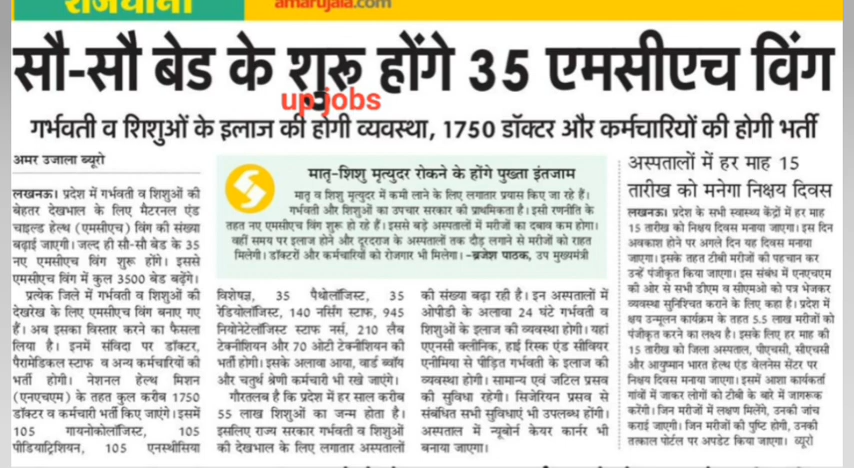 राजधानी
amarujala.com
सौ-सौ बेड के शुरू होंगे 35 एमसीएच विंग
up jobs
गर्भवती व शिशुओं के इलाज की होगी व्यवस्था, 1750 डॉक्टर और कर्मचारियों की होगी भर्ती
अमर उजाला ब्यूरो
लखनऊ। प्रदेश में गर्भवती व शिशुओं की
बेहतर देखभाल के लिए मैटरनल एंड
चाइल्ड हेल्थ (एमसीएच) विंग की संख्या
बढ़ाई जाएगी। जल्द ही सौ-सौ बेड के 35
नए एमसीएच विंग शुरू होंगे। इससे
एमसीएच विंग में कुल 3500 बेड बढ़ेंगे।
प्रत्येक जिले में गर्भवती व शिशुओं की
देखरेख के लिए एमसीएच विंग बनाए गए
हैं। अब इसका विस्तार करने का फैसला
लिया है। इनमें संविदा पर डॉक्टर,
पैरामेडिकल स्टाफ व अन्य कर्मचारियों की
भर्ती होगी। नेशनल हेल्थ मिशन
(एनएचएम) के तहत कुल करीब 1750
डॉक्टर व कर्मचारी भर्ती किए जाएंगे। इसमें
105 गायनोकोलॉजिस्ट, 105
पीडियाट्रिशियन, 105 एनस्थीसिया
मातृ-शिशु मृत्युदर रोकने के होंगे पुख्ता इंतजाम
मातृ व शिशु मृत्युदर में कमी लाने के लिए लगातार प्रयास किए जा रहे हैं।
गर्भवती और शिशुओं का उपचार सरकार की प्राथमिकता है। इसी रणनीति के
तहत नए एमसीएच विंग शुरू हो रहे हैं। इससे बड़े अस्पतालों में मरीजों का दबाव कम होगा।
वहीं समय पर इलाज होने और दूरदराज के अस्पतालों तक दौड़ लगाने से मरीजों को राहत
मिलेगी। डॉक्टरों और कर्मचारियों को रोजगार भी मिलेगी। -ब्रजेश पाठक, उप मुख्यमंत्री
विशेषज्ञ, 35 पैथोलॉजिस्ट, 35
रेडियोलॉजिस्ट, 140 नर्सिंग स्टाफ, 945
नियोनेटेलॉजिस्ट स्टाफ नर्स, 210 लैब
टेक्नीशियन और 70 ओटी टेक्नीशियन की
भर्ती होगी। इसके अलावा आया, वार्ड ब्वॉय
और चतुर्थ श्रेणी कर्मचारी भी रखे जाएंगे।
गौरतलब है कि प्रदेश में हर साल करीब
55 लाख शिशुओं का जन्म होता है।
इसलिए राज्य सरकार गर्भवती व शिशुओं
की देखभाल के लिए लगातार अस्पतालों
की संख्या बढ़ा रही है। इन अस्पतालों में
ओपीडी के अलावा 24 घंटे गर्भवती व
शिशुओं के इलाज की व्यवस्था होगी। यहां
एएनसी क्लीनिक, हाई रिस्क एंड सीवियर
एनीमिया से पीड़ित गर्भवती के इलाज की
व्यवस्था होगी। सामान्य एवं जटिल प्रसव
की सुविधा रहेगी। सिजेरियन प्रसव से
संबंधित सभी सुविधाएं भी उपलब्ध होंगी।
अस्पताल में न्यूबोर्न केयर कार्नर भी
बनाया जाएगा।
अस्पतालों में हर माह 15
तारीख को मनेगा निक्षय दिवस
लखनऊ। प्रदेश के सभी स्वास्थ्य केंद्रों में हर माह
15 तारीख को निक्षय दिवस मनाया जाएगा। इस दिन
अवकाश होने पर अगले दिन यह दिवस मनाया
जाएगा। इसके तहत टीबी मरीजों की पहचान कर
उन्हें पंजीकृत किया जाएगा। इस संबंध में एनएचएम
की ओर से सभी डीएम व सीएमओ को पत्र भेजकर
व्यवस्था सुनिश्चित कराने के लिए कहा है। प्रदेश में
क्षय उन्मूलन कार्यक्रम के तहत 5.5 लाख मरीजों को
पंजीकृत करने का लक्ष्य है। इसके लिए हर माह की
15 तारीख को जिला अस्पताल, पीएचसी, सीएचसी
और आयुष्मान भारत हेल्थ एंड वेलनेस सेंटर पर
निक्षय दिवस मनाया जाएगा। इसमें आशा कार्यकर्ता
गांवों में जाकर लोगों को टीबी के बारे में जागरूक
करेंगी। जिन मरीजों में लक्षण मिलेंगे, उनकी जांच
कराई जाएगी। जिन मरीजों की पुष्टि होगी, उनकी
तत्काल पोर्टल पर अपडेट किया जाएगा। ब्यूरो